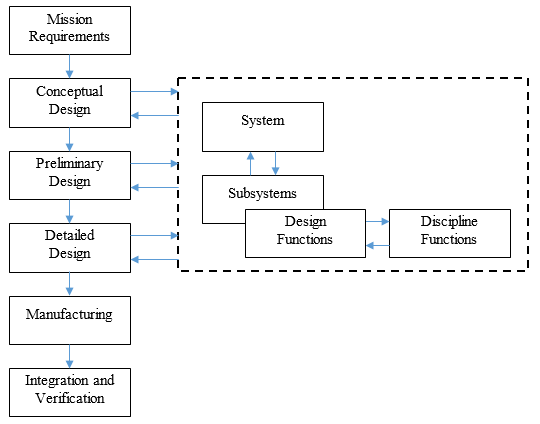 Mission
Requirements
Conceptual
Design
Preliminary
Design
Detailed
Design
Manufacturing
Integration and
Verification
System
Subsystems
Design
Functions
Discipline
Functions